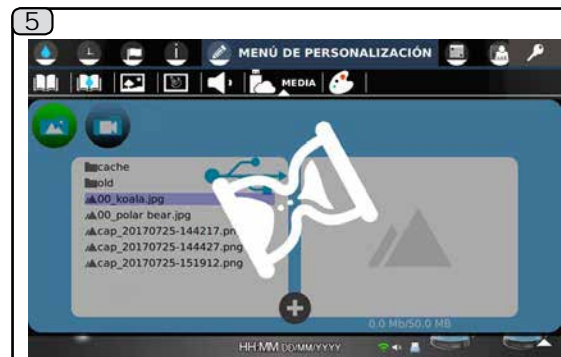 5
MENÚ DE PERSONALIZACIÓN
MEDIA
cache
old
00_koala.jpg
00_polar bear.jpg
cap_20170725-144217.png
cap_20170725-144427.png
cap_20170725-151912.png
0.0 Mb/50.0 MB
HH:MM DD/MM/YYYY